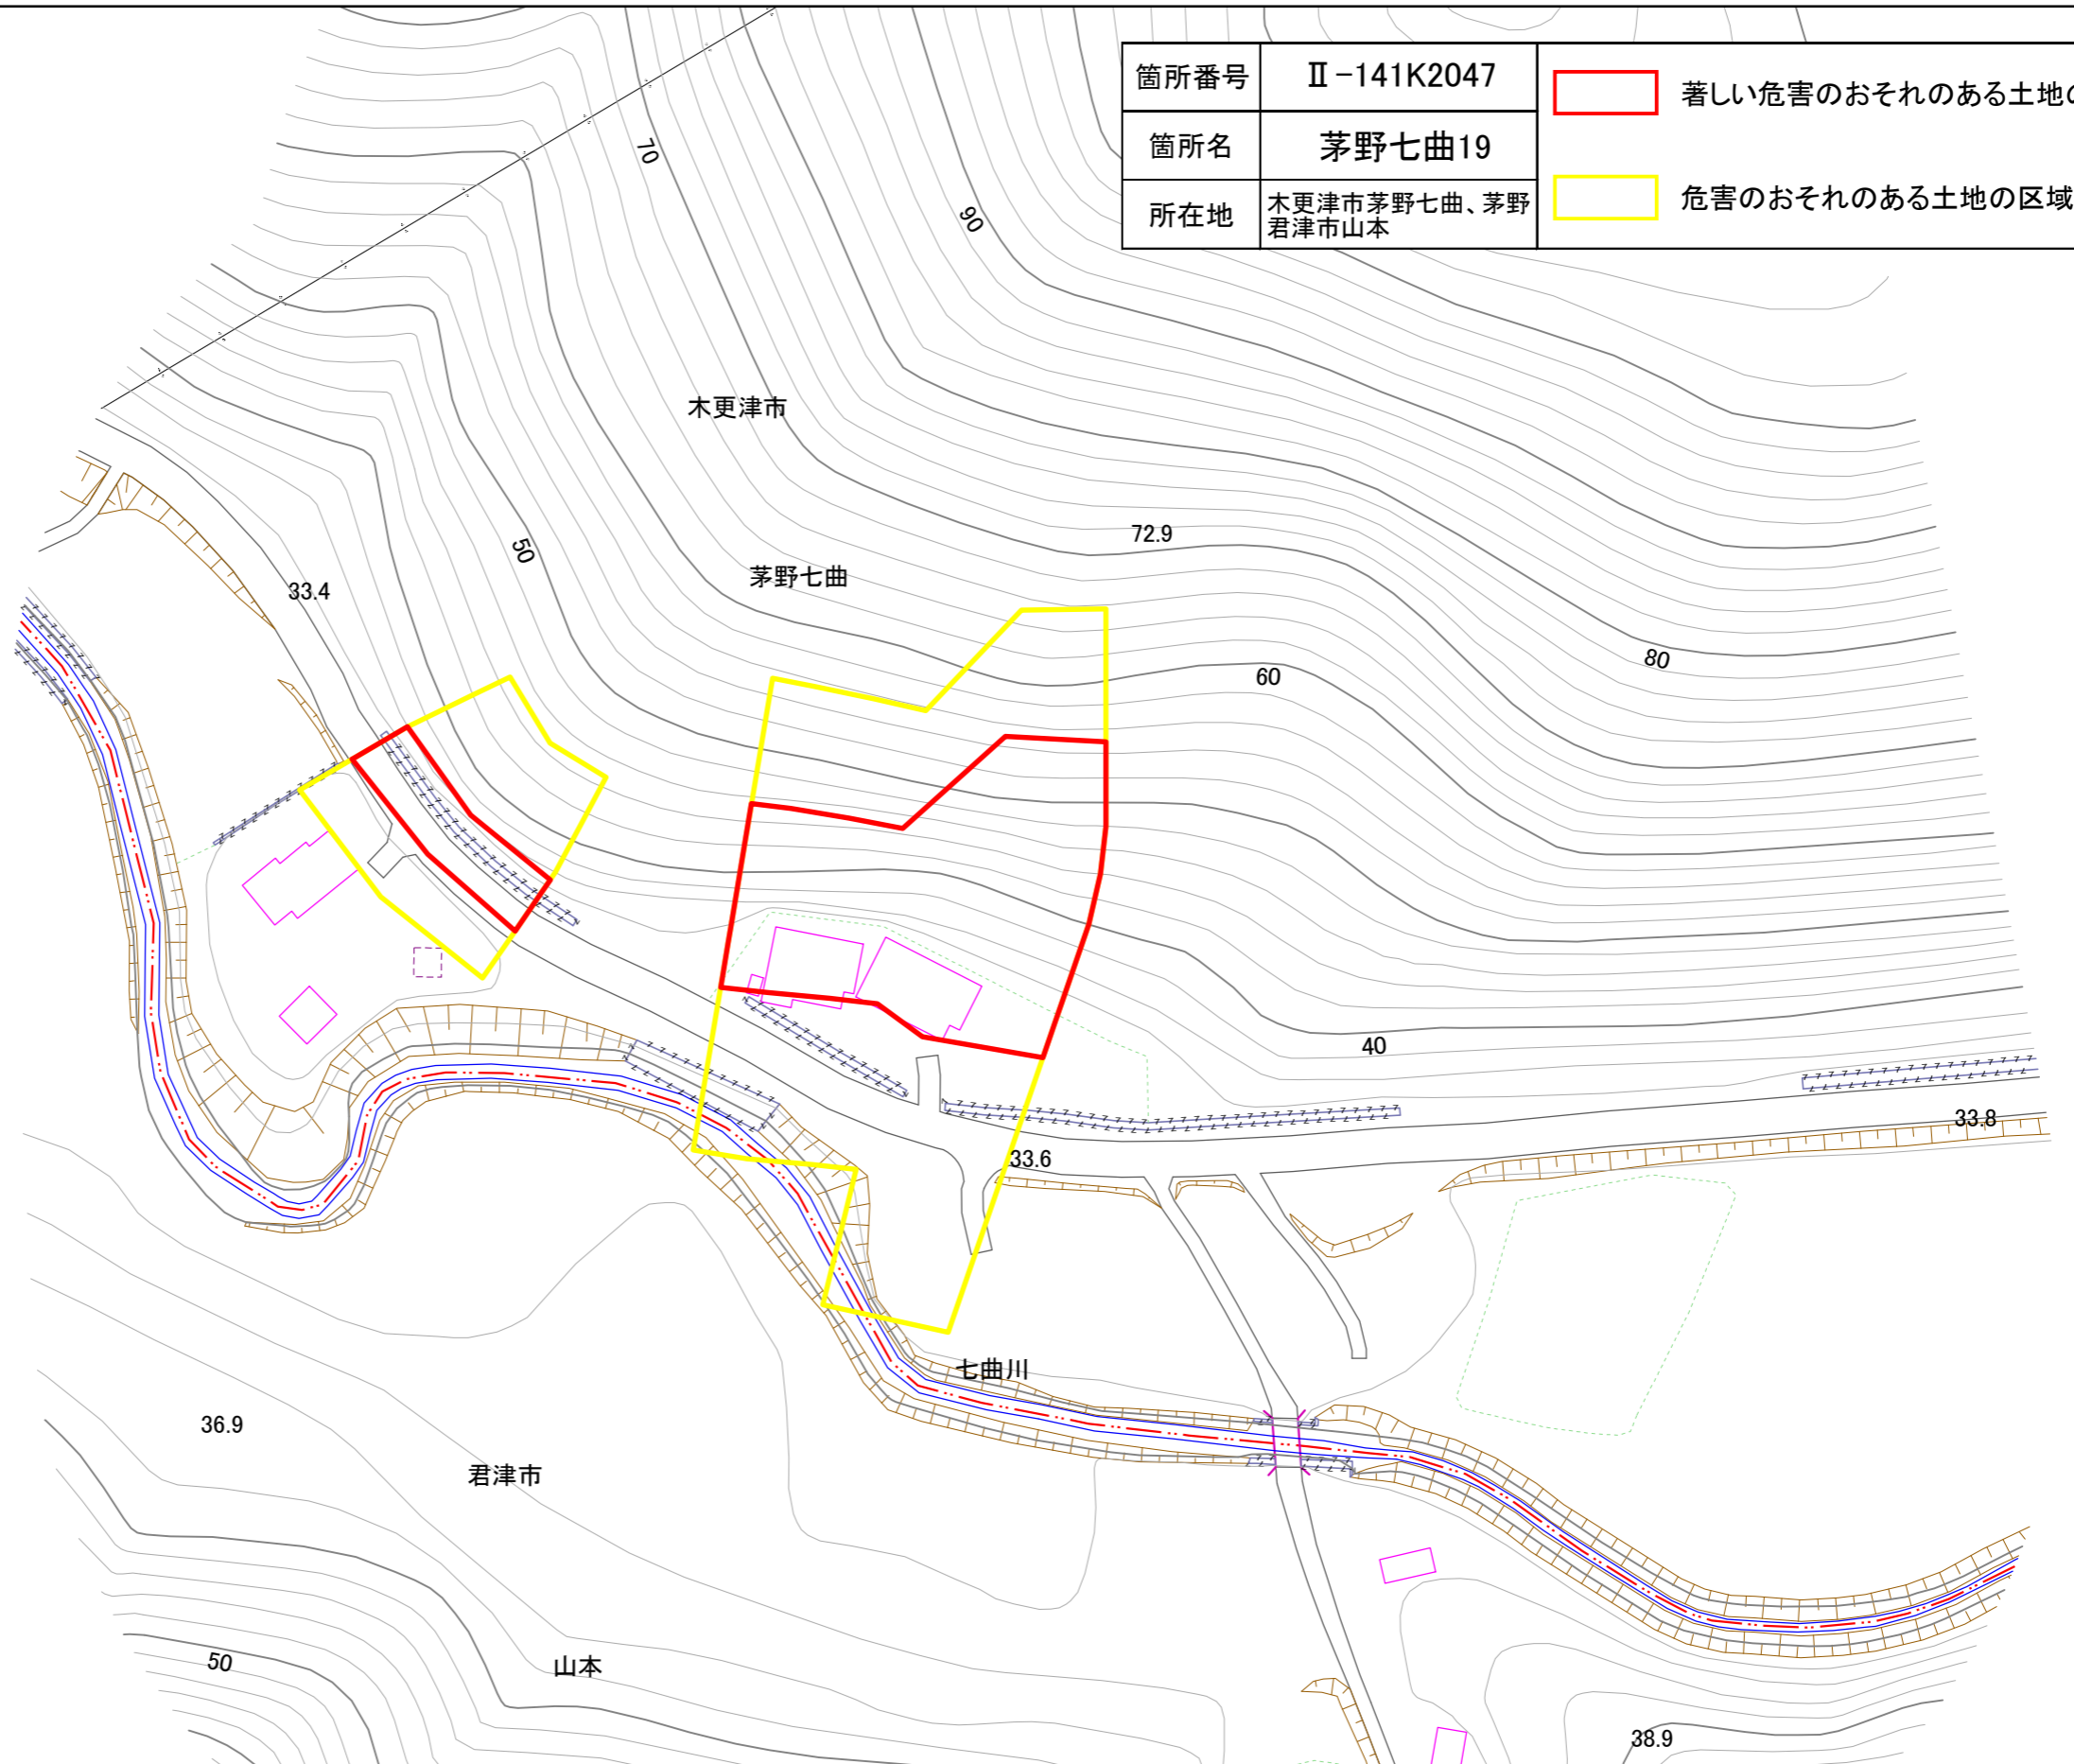 箇所番号
Ⅱ-141K2047
著しい危害のおそれのある土地の
箇所名
茅野七曲19
所在地
木更津市茅野七曲、茅野
君津市山本
危害のおそれのある土地の区域
70
90
木更津市
72.9
50
茅野七曲
33.4
80
60
40
33.8
33.6
七曲川
36.9
君津市
50
山本
38.9